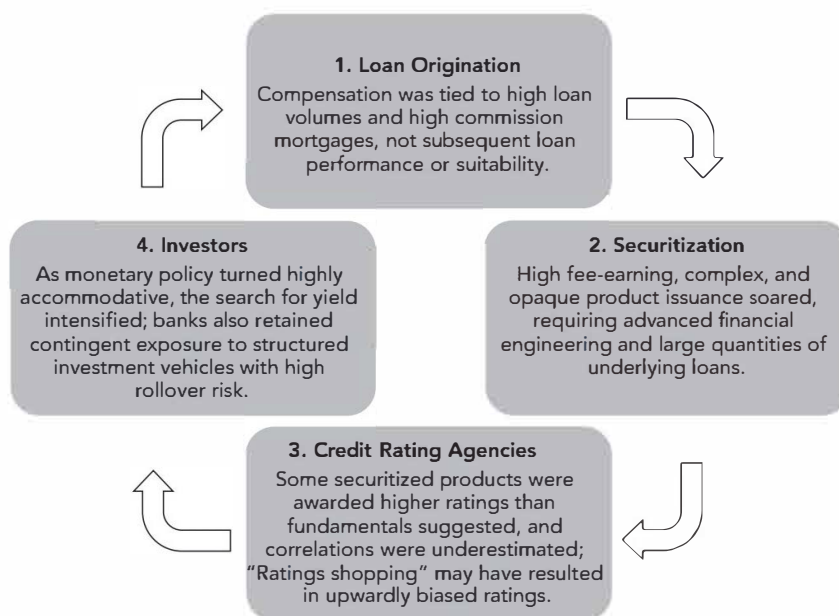 1. Loan Origination
Compensation was tied to high loan
volumes and high commission
mortgages, not subsequent loan
performance or suitability.
2. Securitization
High fee-earning, complex, and
opaque product issuance soared,
requiring advanced financial
engineering and large quantities of
underlying loans.
3. Credit Rating Agencies
Some securitized products were
awarded higher ratings than
fundamentals suggested, and
correlations were underestimated;
“Ratings shopping” may have resulted
in upwardly biased ratings.
4. Investors
As monetary policy turned highly
accommodative, the search for yield
intensified; banks also retained
contingent exposure to structured
investment vehicles with high
rollover risk.